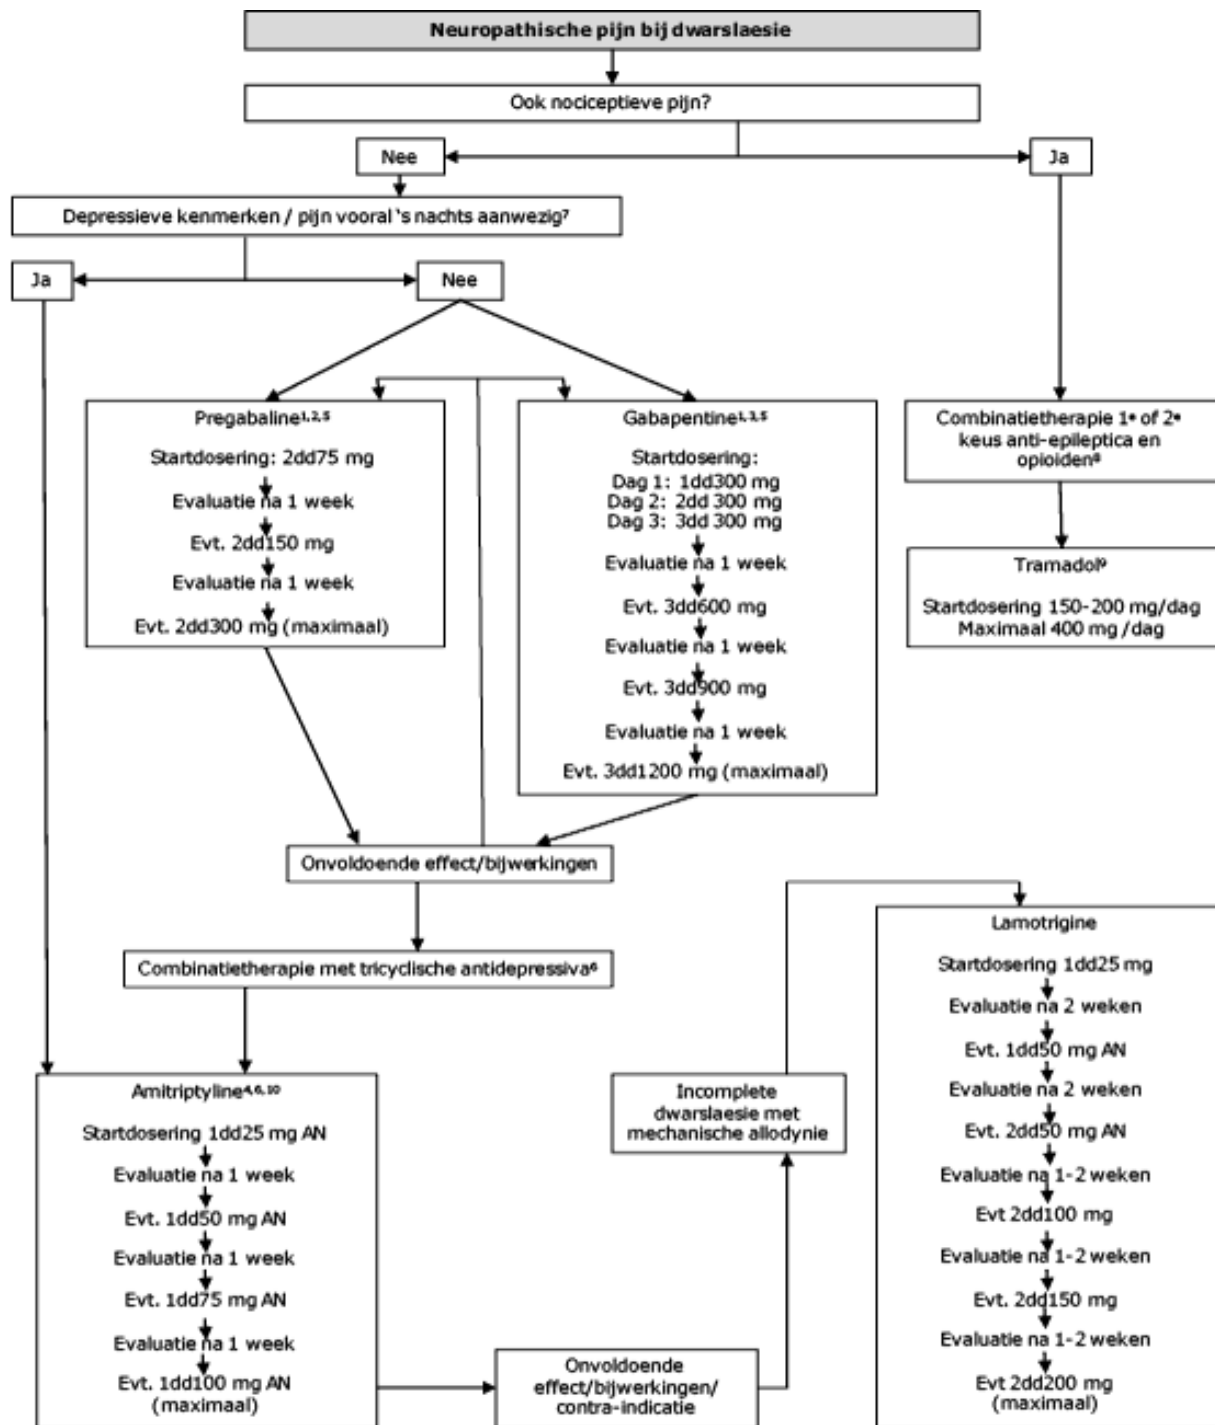 Neuropathische pijn bij dwarslaesie
Ook nociceptieve pijn?
Nee
Ja
Depressieve kenmerken / pijn vooral 's nachts aanwezig⁷
Ja
Nee
Pregabaline¹,²,⁵
Startdosering: 2dd75 mg
Evaluatie na 1 week
Evt. 2dd150 mg
Evaluatie na 1 week
Evt. 2dd300 mg (maximaal)
Gabapentine¹,³,⁵
Startdosering:
Dag 1: 1dd300 mg
Dag 2: 2dd 300 mg
Dag 3: 3dd 300 mg
Evaluatie na 1 week
Evt. 3dd600 mg
Evaluatie na 1 week
Evt. 3dd900 mg
Evaluatie na 1 week
Evt. 3dd1200 mg (maximaal)
Combinatietherapie 1ᵉ of 2ᵉ
keus anti-epileptica en
opioiden⁸
Tramadol⁹
Startdosering 150-200 mg/dag
Maximaal 400 mg /dag
Onvoldoende effect/bijwerkingen
Combinatietherapie met tricyclische antidepressiva⁶
Amitriptyline⁴,⁶,¹⁰
Startdosering 1dd25 mg AN
Evaluatie na 1 week
Evt. 1dd50 mg AN
Evaluatie na 1 week
Evt. 1dd75 mg AN
Evaluatie na 1 week
Evt. 1dd100 mg AN
(maximaal)
Onvoldoende
effect/bijwerkingen/
contra-indicatie
Incomplete
dwarslaesie met
mechanische allodynie
Lamotrigine
Startdosering 1dd25 mg
Evaluatie na 2 weken
Evt. 1dd50 mg AN
Evaluatie na 2 weken
Evt. 2dd50 mg AN
Evaluatie na 1-2 weken
Evt 2dd100 mg
Evaluatie na 1-2 weken
Evt. 2dd150 mg
Evaluatie na 1-2 weken
Evt 2dd200 mg
(maximaal)